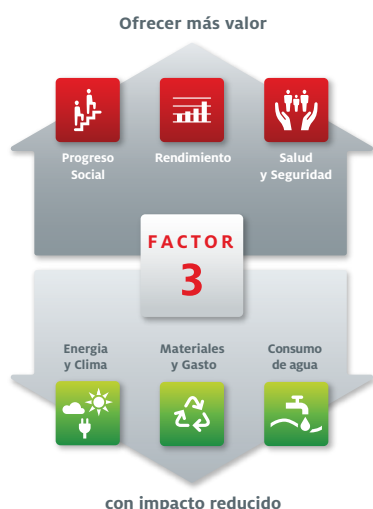 Ofrecer más valor
Progreso
Social
Rendimiento
Salud
y Seguridad
FACTOR
3
Energia
y Clima
Materiales
y Gasto
Consumo
de agua
con impacto reducido